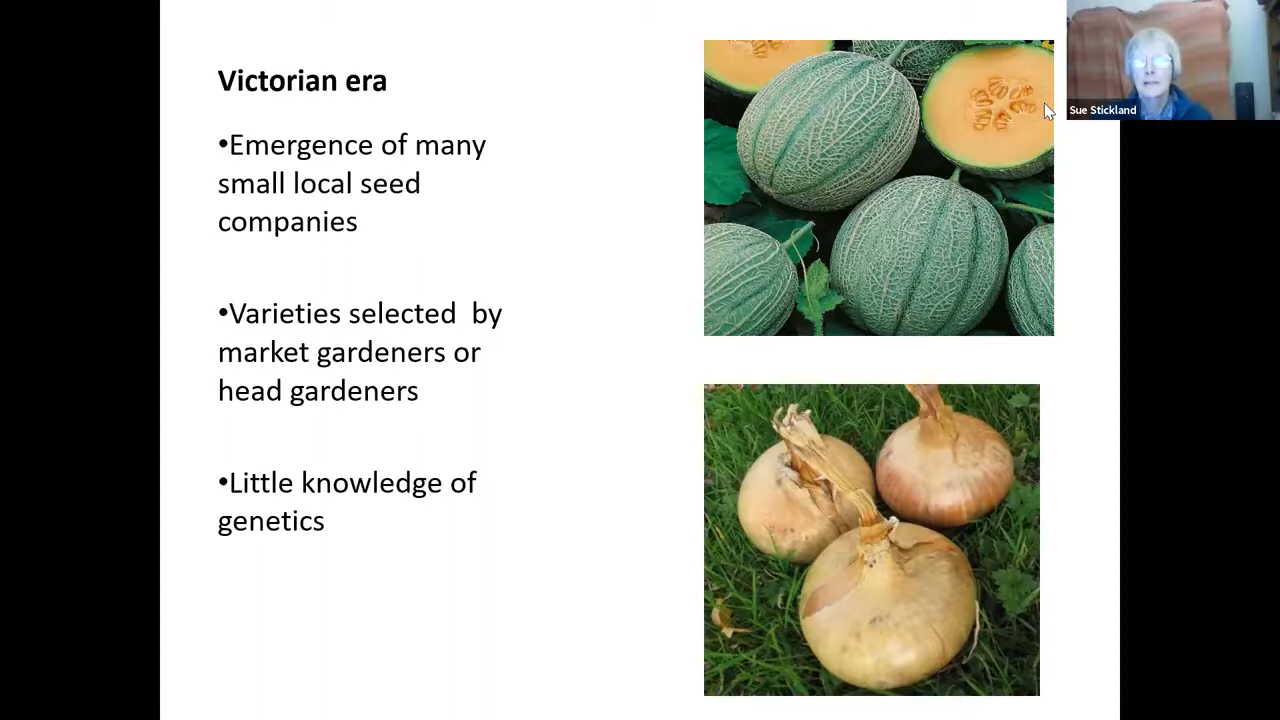 Victorian era
•Emergence of many
small local seed
companies
•Varieties selected  by
market gardeners or
head gardeners
•Little knowledge of
genetics
Sue Stickland